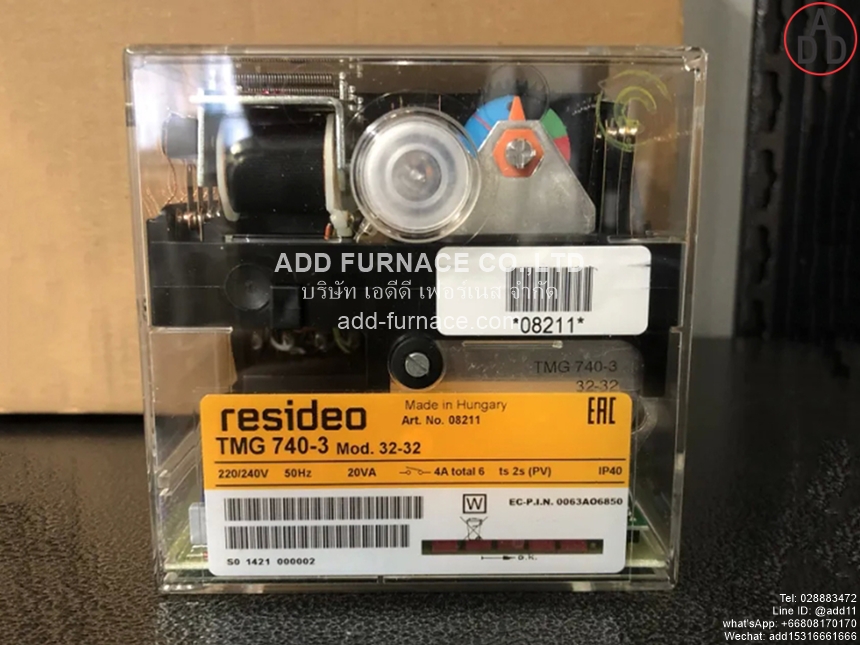 ADD
ADD FURNACE CO.,LTD.
บริษัท เอดีดี เฟอร์เนส จำกัด
add-furnace.com
*08211*
TMG 740-3
32-32
resideo
Made in Hungary
Art. No. 08211
EAC
TMG 740-3 Mod. 32-32
220/240V 50Hz 20VA 4A total 6 ts 2s (PV) IP40
W
EC-P.I.N. 0063AO6850
S0 1421 000002
D.K.
Tel: 028883472
Line ID: @add11
what'sApp: +66808170170
Wechat: add15316661666